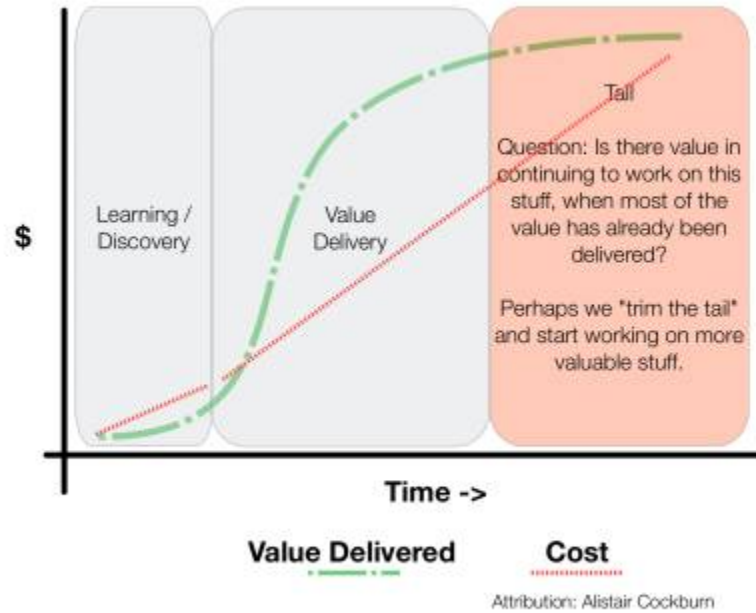 $
Learning /
Discovery
Value
Delivery
Tail
Question: Is there value in
continuing to work on this
stuff, when most of the
value has already been
delivered?
Perhaps we "trim the tail"
and start working on more
valuable stuff.
Time ->
Value Delivered
Cost
Attribution: Alistair Cockburn